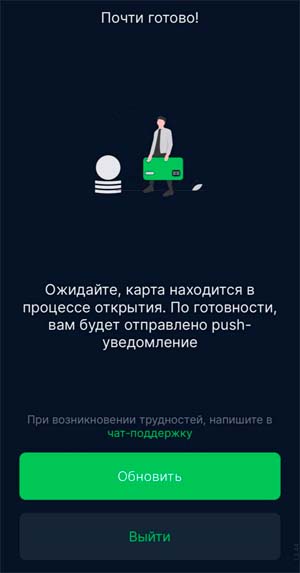 Почти готово!
Ожидайте, карта находится в
процессе открытия. По готовности,
вам будет отправлено push-
уведомление
При возникновении трудностей, напишите в
чат-поддержку
Обновить
Выйти